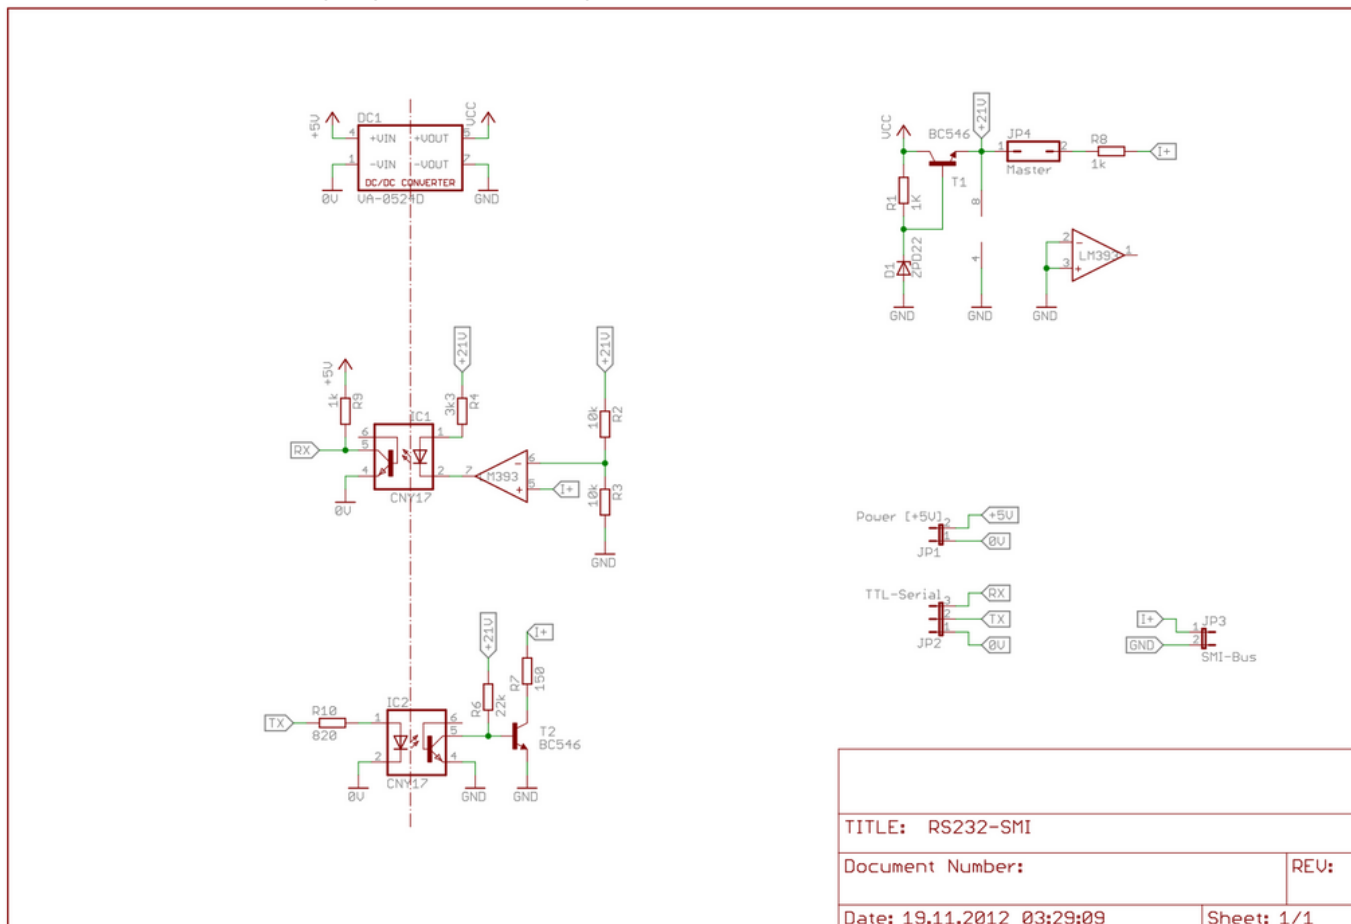 DC1
+5V
VCC
4
+VIN
+VOUT
5
1
-VIN
-VOUT
7
DC/DC CONVERTER
0V
VA-0524D
GND
+21V
VCC
BC546
JP4
1
2
R8
1k
I+
Master
T1
R1
1K
8
D1
ZPD22
4
2
-
LM393
1
3
+
GND
GND
GND
+21V
+21V
+5V
1k
R9
3k3
R4
IC1
10k
R2
RX
6
5
4
1
2
7
LM393
-
6
+
5
I+
10k
R3
CNY17
0V
GND
Power [+5V]
2
1
+5V
0V
JP1
TTL-Serial
3
2
1
RX
TX
0V
JP2
I+
GND
1
2
JP3
SMI-Bus
+21V
I+
R7
150
R6
22k
IC2
TX
R10
820
1
2
6
5
4
T2
BC546
CNY17
0V
GND
GND
TITLE: RS232-SMI
Document Number:
REV:
Date: 19.11.2012 03:29:09
Sheet: 1/1